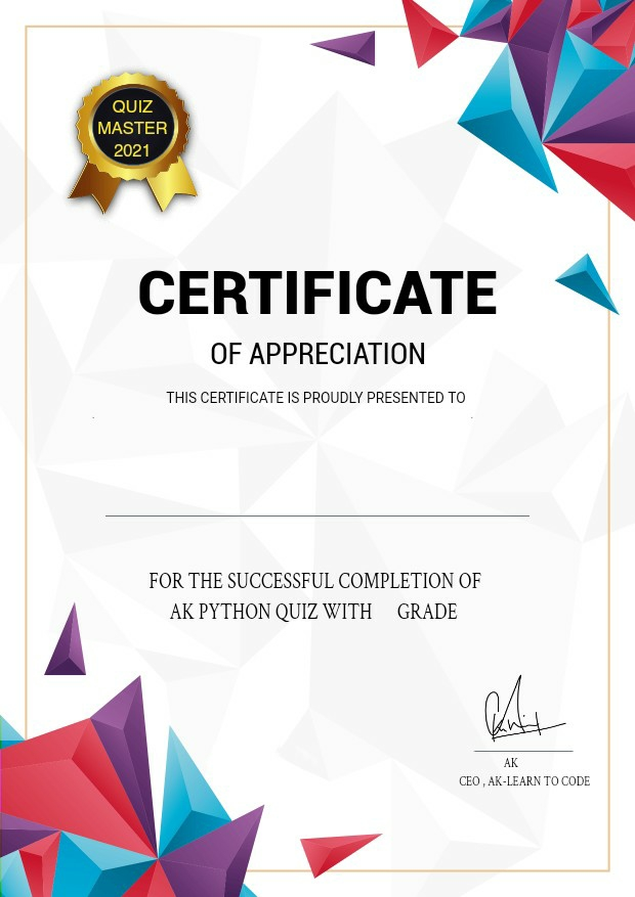 QUIZ
MASTER
2021
CERTIFICATE
OF APPRECIATION
THIS CERTIFICATE IS PROUDLY PRESENTED TO
FOR THE SUCCESSFUL COMPLETION OF
AK PYTHON QUIZ WITH GRADE
AK
CEO , AK-LEARN TO CODE